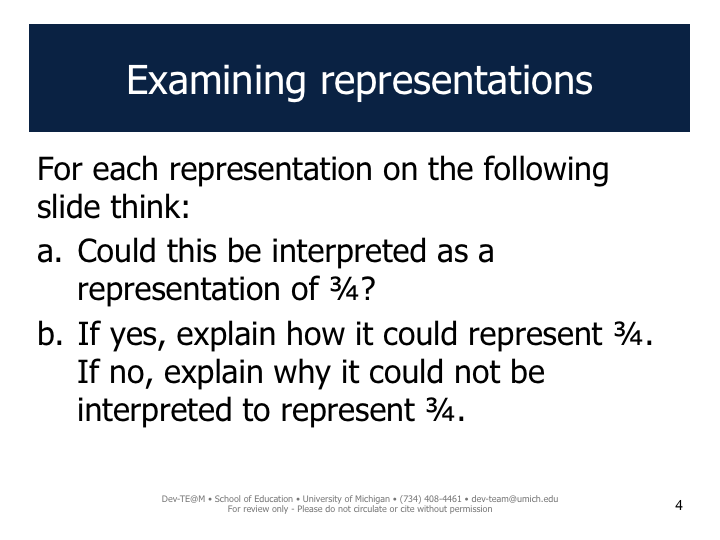 Examining representations
For each representation on the following
slide think:
a. Could this be interpreted as a
representation of ¾?
b. If yes, explain how it could represent ¾.
If no, explain why it could not be
interpreted to represent ¾.
Dev-TE@M • School of Education • University of Michigan • (734) 408-4461 • dev-team@umich.edu
For review only - Please do not circulate or cite without permission
4